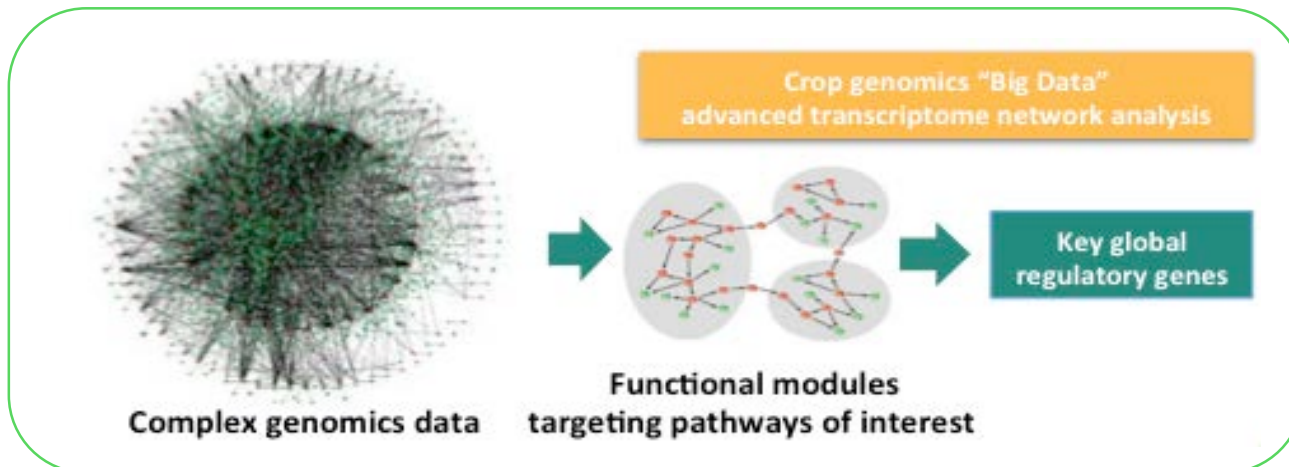 Crop genomics “Big Data”
advanced transcriptome network analysis
Key global
regulatory genes
Functional modules
targeting pathways of interest
Complex genomics data